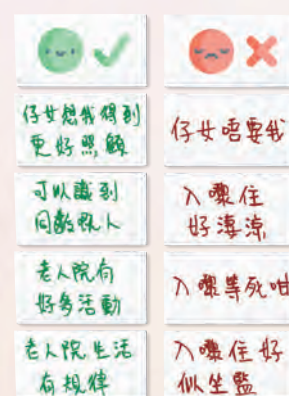 仔女想我得到
更好照顧
仔女唔要我
可以識到
同齡院人
入嚟住
好淒涼
老人院有
好多活動
入嚟等死咁
老人院生活
有規律
入嚟住好
似坐監